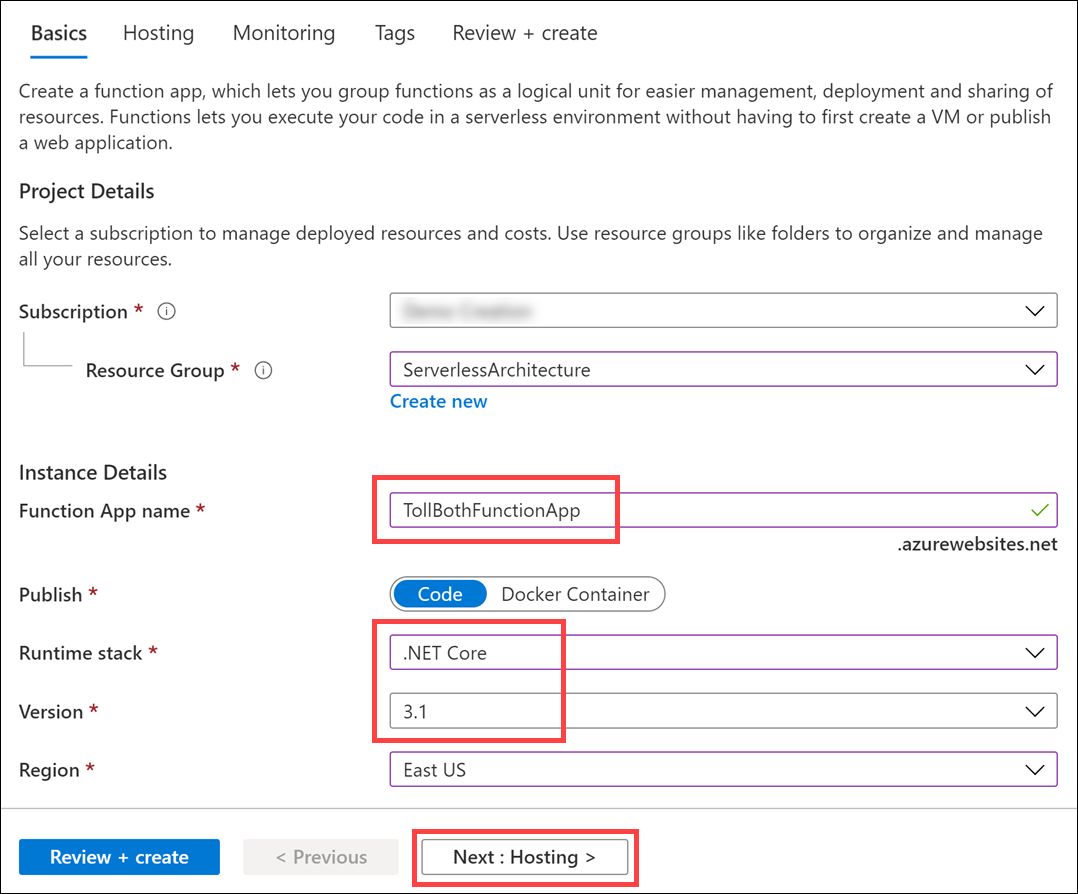 Basics Hosting Monitoring Tags Review + create
Create a function app, which lets you group functions as a logical unit for easier management, deployment and sharing of
resources. Functions lets you execute your code in a serverless environment without having to first create a VM or publish
a web application.
Project Details
Select a subscription to manage deployed resources and costs. Use resource groups like folders to organize and manage
all your resources.
Subscription *
Resource Group * ServerlessArchitecture
Create new
Instance Details
Function App name * TollBothFunctionApp
.azurewebsites.net
Publish * Code Docker Container
Runtime stack * .NET Core
Version * 3.1
Region * East US
Review + create < Previous Next : Hosting >